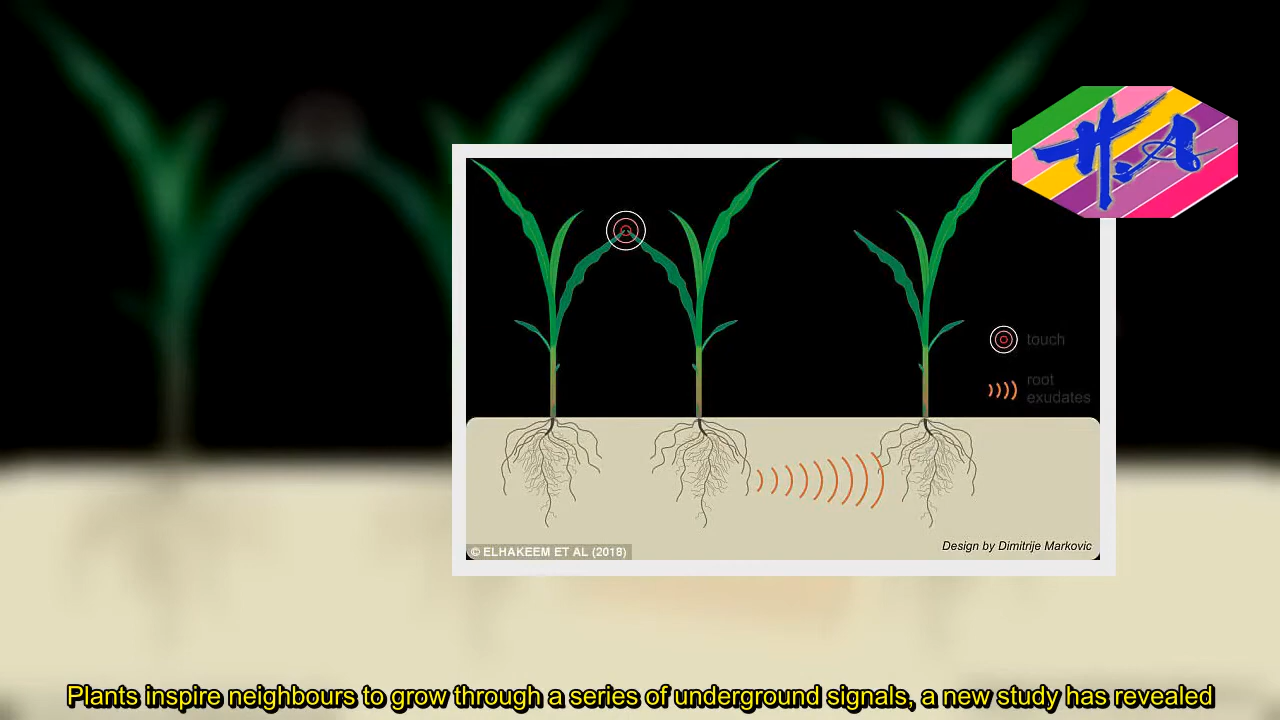 touch
root
exudates
© ELHAKEEM ET AL (2018)
Design by Dimitrije Markovic
Plants inspire neighbours to grow through a series of underground signals, a new study has revealed